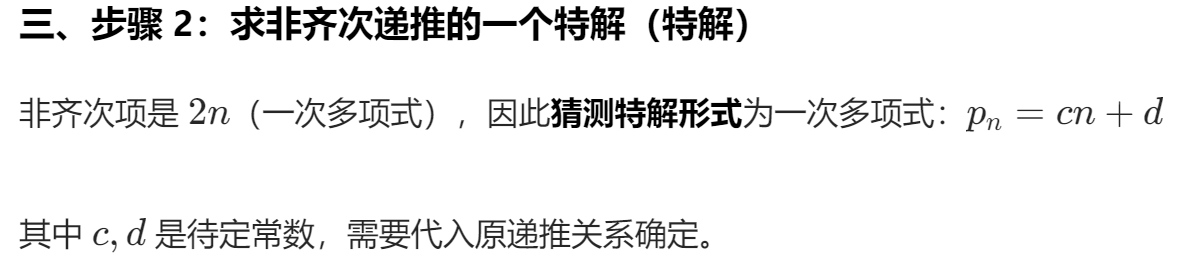 三、步骤 2：求非齐次递推的一个特解（特解）
非齐次项是 2n（一次多项式），因此猜测特解形式为一次多项式：pₙ = cn + d
其中 c, d 是待定常数，需要代入原递推关系确定。